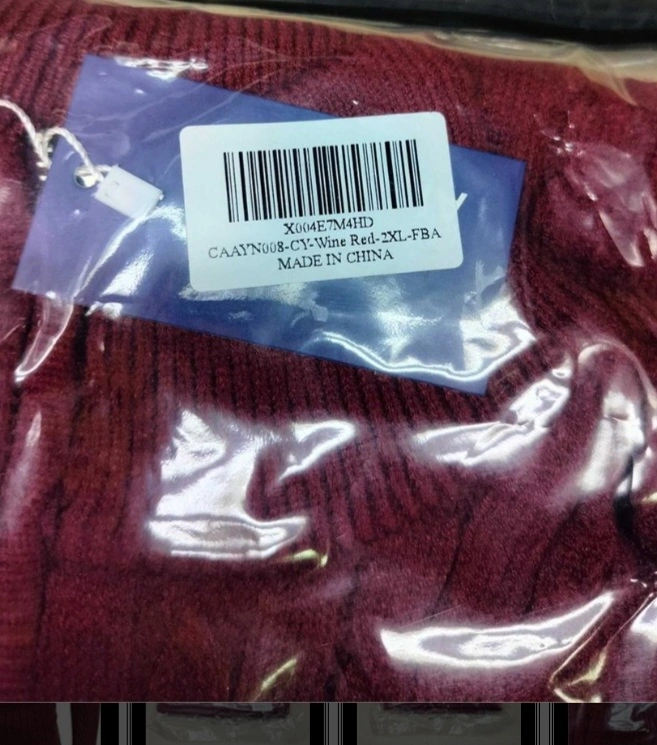 X004E7M4HD
CAAYN008-CY-Wine Red-2XL-FBA
MADE IN CHINA